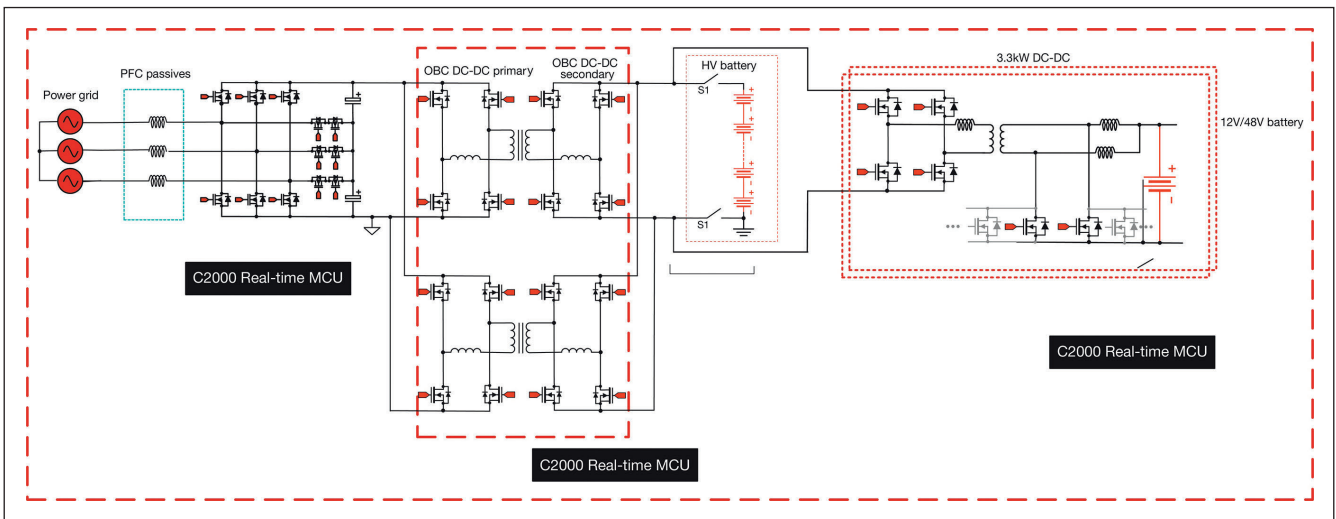 3.3kW DC-DC
PFC passives
OBC DC-DC primary
OBC DC-DC
secondary
HV battery
Power grid
S1
12V/48V battery
S1
C2000 Real-time MCU
C2000 Real-time MCU
C2000 Real-time MCU